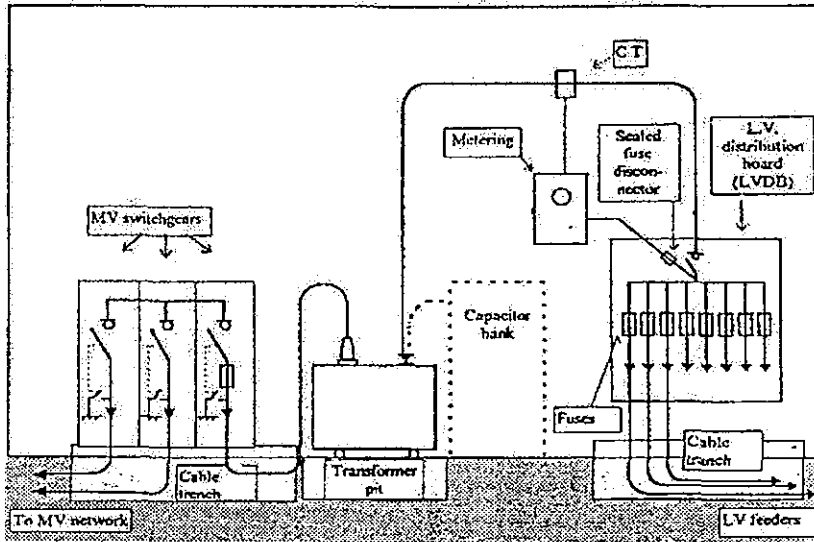 C.T
Metering
Sealed
fuse
discon-
nector
L.V.
distribution
board
(LVDB)
MV switchgears
Capacitor
bank
Fuses
Cable
trench
Cable
trench
Transformer
pit
To MV network
LV feeders